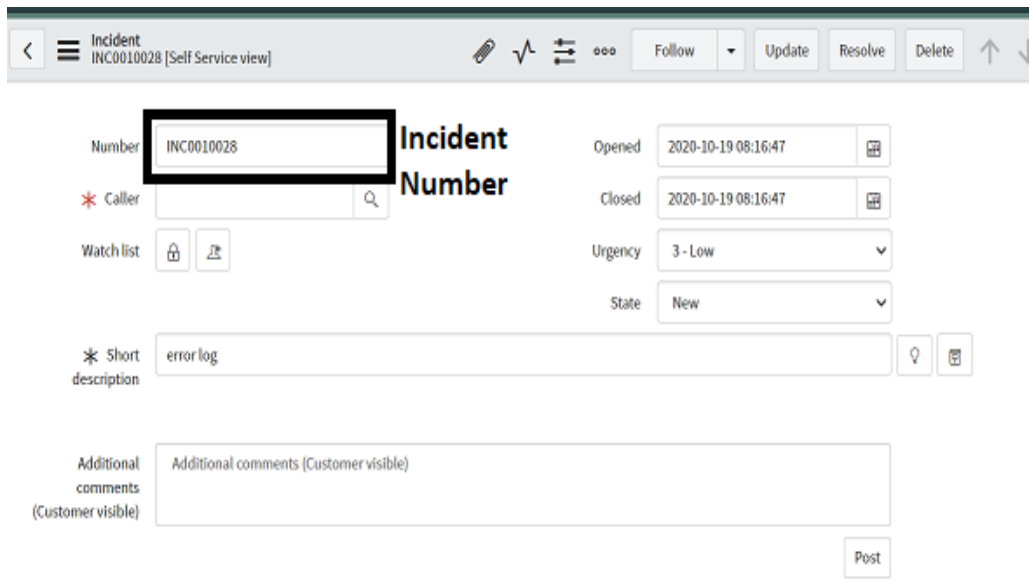 Incident
INC0010028 [Self Service view]
Follow
Update
Resolve
Delete
Number
INC0010028
Incident
Number
Opened
2020-10-19 08:16:47
Caller
Closed
2020-10-19 08:16:47
Watch list
Urgency
3 - Low
State
New
Short
description
error log
Additional
comments
(Customer visible)
Additional comments (Customer visible)
Post